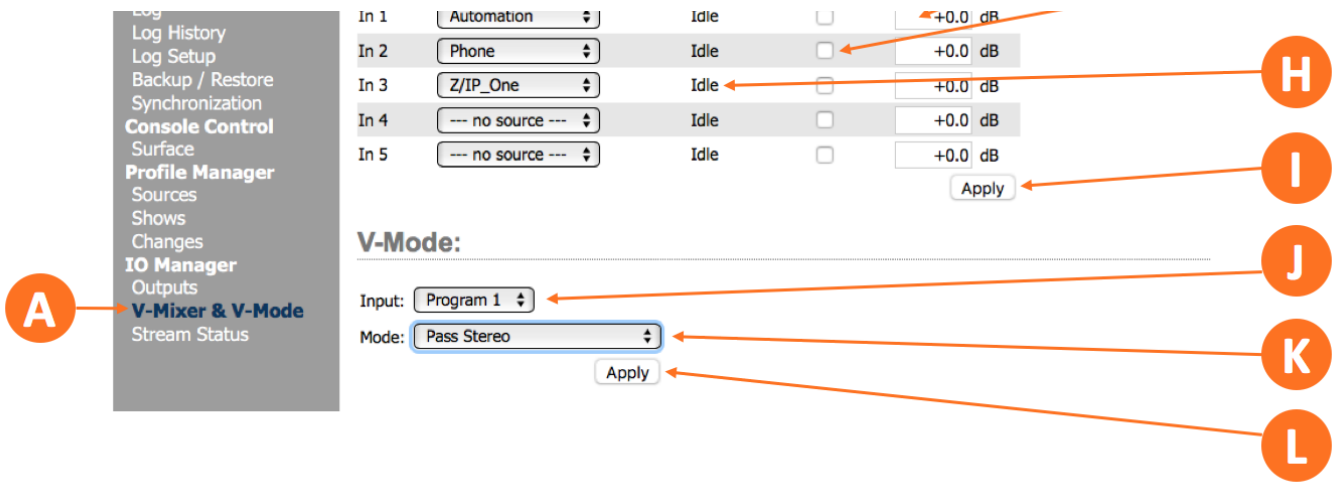 Log
Log History
Log Setup
Backup / Restore
Synchronization
Console Control
Surface
Profile Manager
Sources
Shows
Changes
IO Manager
Outputs
V-Mixer & V-Mode
Stream Status
A
In 1 Automation Idle +0.0 dB
In 2 Phone Idle +0.0 dB
In 3 Z/IP_One Idle +0.0 dB
In 4 --- no source --- Idle +0.0 dB
In 5 --- no source --- Idle +0.0 dB
Apply
V-Mode:
Input: Program 1
Mode: Pass Stereo
Apply
H
I
J
K
L